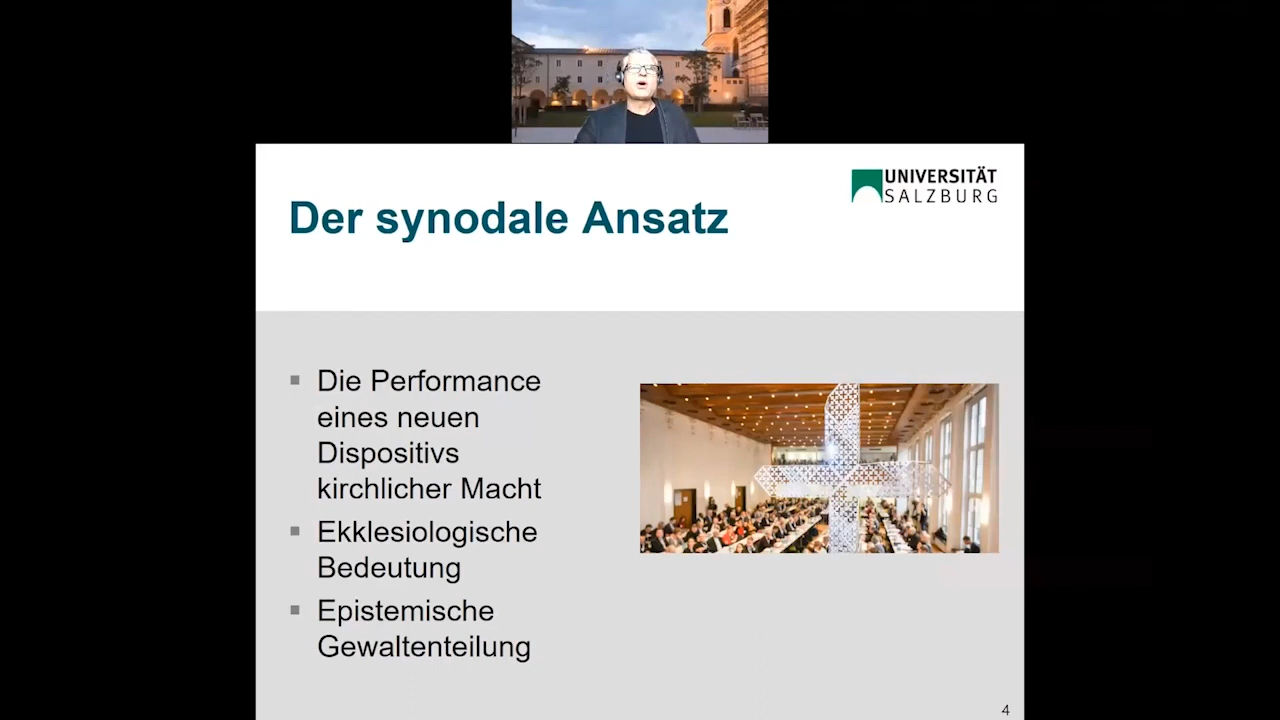 UNIVERSITÄT
SALZBURG
Der synodale Ansatz
Die Performance
eines neuen
Dispositivs
kirchlicher Macht
Ekklesiologische
Bedeutung
Epistemische
Gewaltenteilung
4